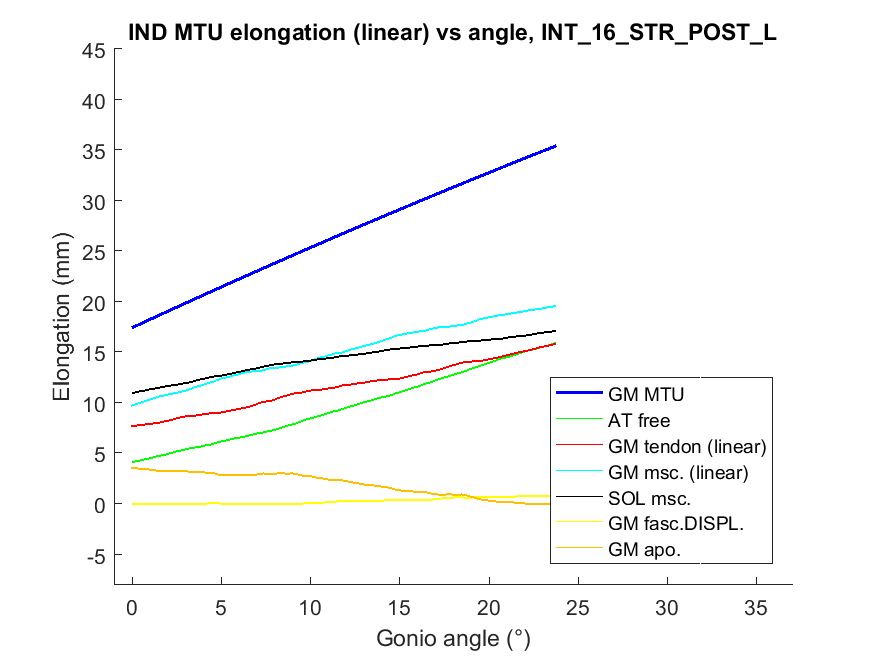 IND MTU elongation (linear) vs angle, INT_16_STR_POST_L
45
40
35
30
25
20
15
10
5
0
-5
Elongation (mm)
GM MTU
AT free
GM tendon (linear)
GM msc. (linear)
SOL msc.
GM fasc.DISPL.
GM apo.
0 5 10 15 20 25 30 35
Gonio angle (°)